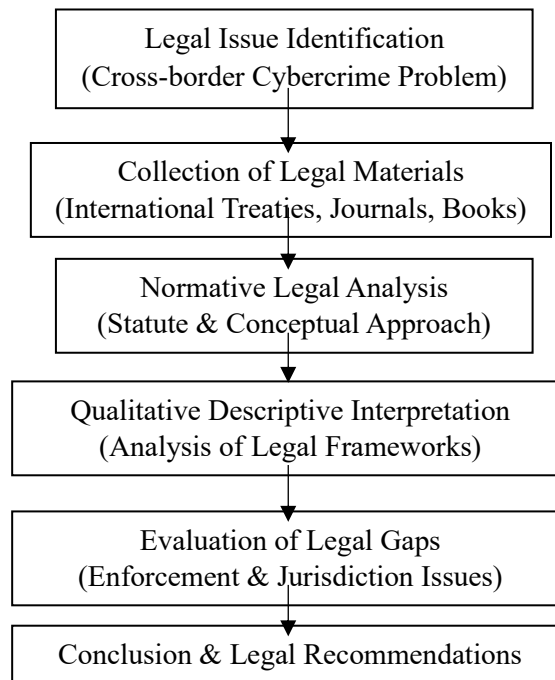 Legal Issue Identification
(Cross-border Cybercrime Problem)
Collection of Legal Materials
(International Treaties, Journals, Books)
Normative Legal Analysis
(Statute & Conceptual Approach)
Qualitative Descriptive Interpretation
(Analysis of Legal Frameworks)
Evaluation of Legal Gaps
(Enforcement & Jurisdiction Issues)
Conclusion & Legal Recommendations